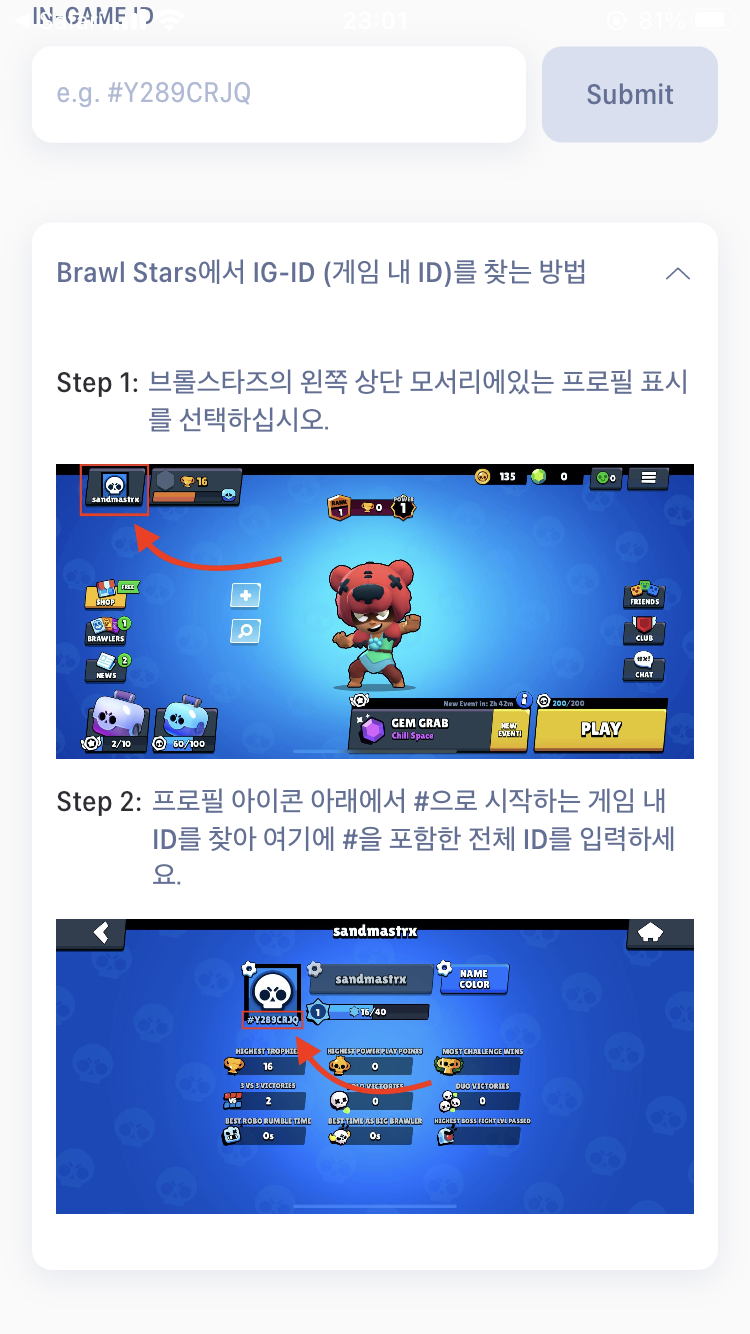 IN-GAME ID
Safari
23:01
81%
e.g. #Y289CRJQ
Submit
Brawl Stars에서 IG-ID (게임 내 ID)를 찾는 방법
Step 1: 브롤스타즈의 왼쪽 상단 모서리에있는 프로필 표시
를 선택하십시오.
sandmastrx
16
135
0
0
RANK
1
0
POWER
1
FREE
SHOP
FRIENDS
BRAWLERS
1
CLUB
NEWS
2
CHAT
New Event in: 2h 42m
200/200
GEM GRAB
Chill Space
NEW
EVENT!
PLAY
2/10
60/100
Step 2: 프로필 아이콘 아래에서 #으로 시작하는 게임 내
ID를 찾아 여기에 #을 포함한 전체 ID를 입력하세
요.
sandmastrx
sandmastrx
NAME
COLOR
#Y289CRJQ
1
16/40
HIGHEST TROPHIES
HIGHEST POWER PLAY POINTS
MOST CHALLENGE WINS
16
0
3 VS 3 VICTORIES
SOLO VICTORIES
DUO VICTORIES
2
0
0
BEST ROBO RUMBLE TIME
BEST TIME AS BIG BRAWLER
HIGHEST BOSS FIGHT LVL PASSED
0s
0s